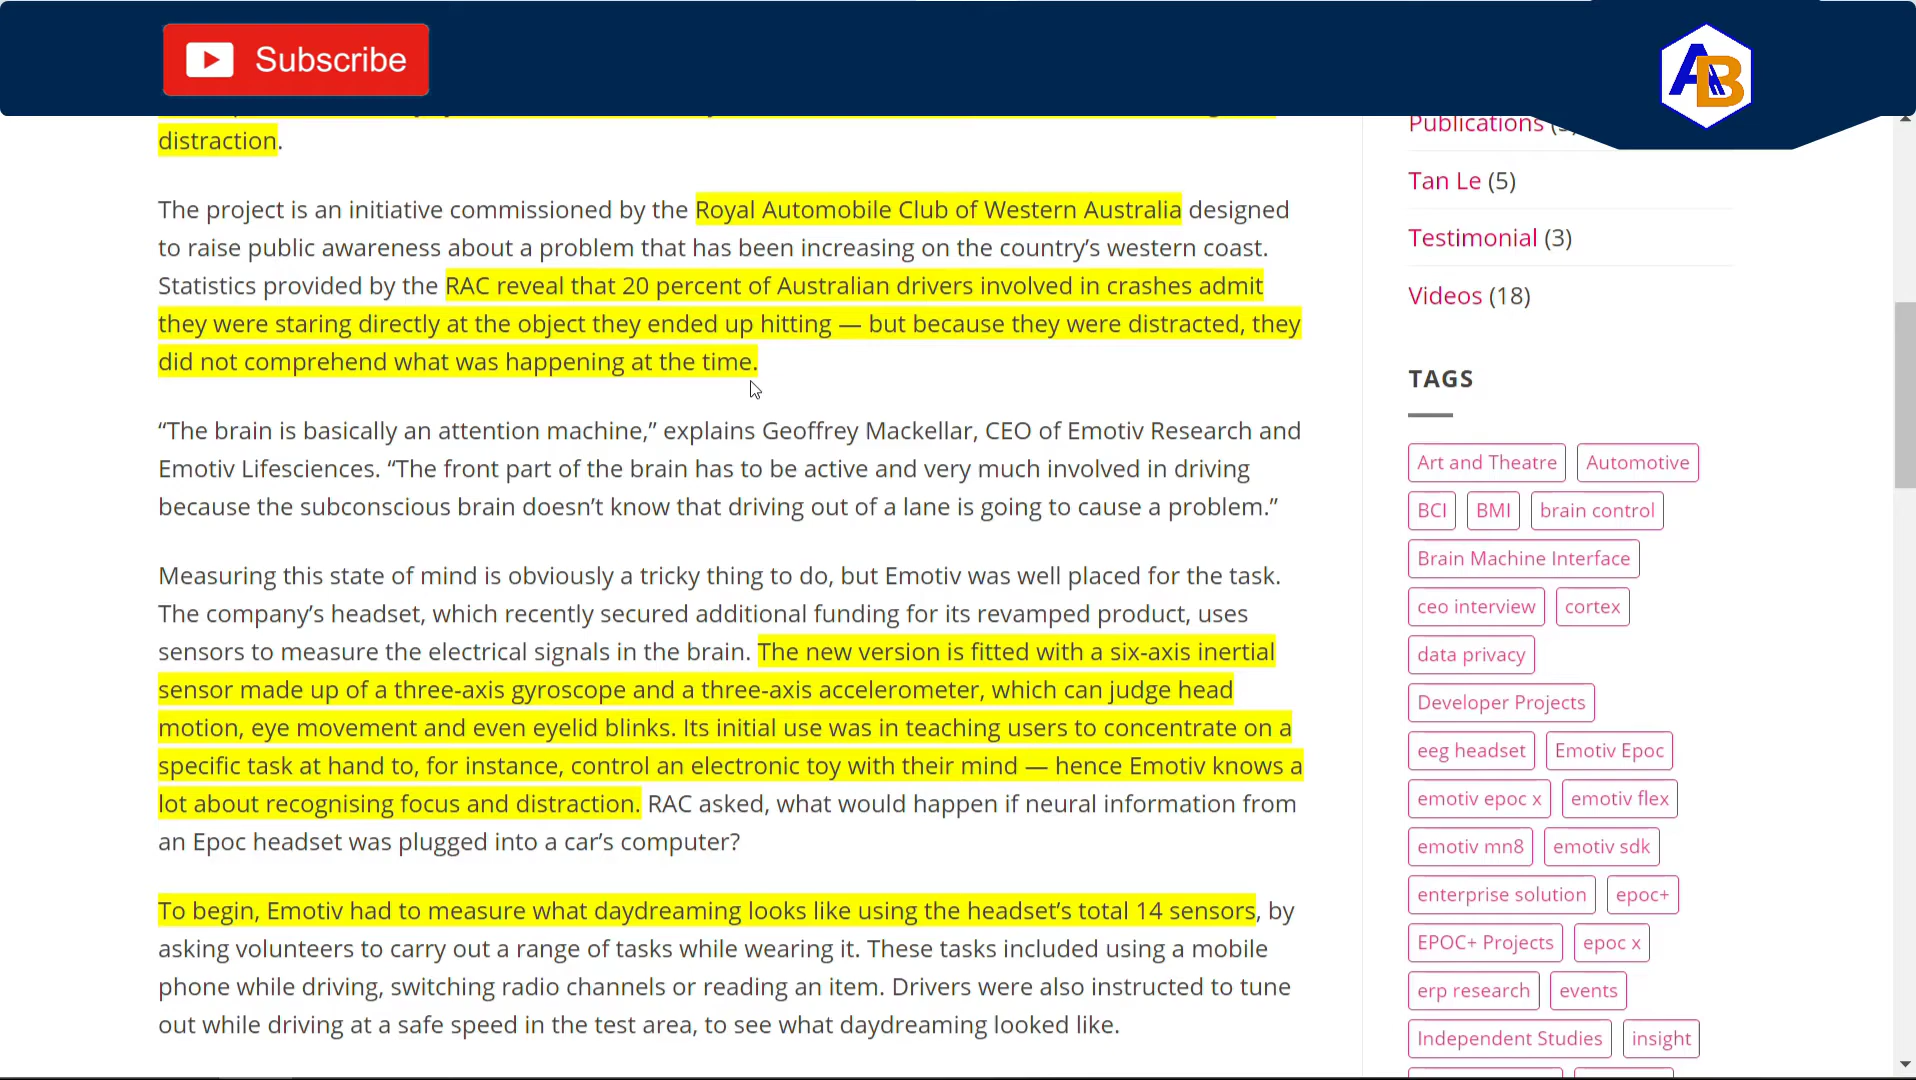 Subscribe
AB
distraction.
The project is an initiative commissioned by the Royal Automobile Club of Western Australia designed
to raise public awareness about a problem that has been increasing on the country’s western coast.
Statistics provided by the RAC reveal that 20 percent of Australian drivers involved in crashes admit
they were staring directly at the object they ended up hitting — but because they were distracted, they
did not comprehend what was happening at the time.
“The brain is basically an attention machine,” explains Geoffrey Mackellar, CEO of Emotiv Research and
Emotiv Lifesciences. “The front part of the brain has to be active and very much involved in driving
because the subconscious brain doesn’t know that driving out of a lane is going to cause a problem.”
Measuring this state of mind is obviously a tricky thing to do, but Emotiv was well placed for the task.
The company’s headset, which recently secured additional funding for its revamped product, uses
sensors to measure the electrical signals in the brain. The new version is fitted with a six-axis inertial
sensor made up of a three-axis gyroscope and a three-axis accelerometer, which can judge head
motion, eye movement and even eyelid blinks. Its initial use was in teaching users to concentrate on a
specific task at hand to, for instance, control an electronic toy with their mind — hence Emotiv knows a
lot about recognising focus and distraction. RAC asked, what would happen if neural information from
an Epoc headset was plugged into a car’s computer?
To begin, Emotiv had to measure what daydreaming looks like using the headset’s total 14 sensors, by
asking volunteers to carry out a range of tasks while wearing it. These tasks included using a mobile
phone while driving, switching radio channels or reading an item. Drivers were also instructed to tune
out while driving at a safe speed in the test area, to see what daydreaming looked like.
Publications
Tan Le (5)
Testimonial (3)
Videos (18)
TAGS
Art and Theatre Automotive
BCI BMI brain control
Brain Machine Interface
ceo interview cortex
data privacy
Developer Projects
eeg headset Emotiv Epoc
emotiv epoc x emotiv flex
emotiv mn8 emotiv sdk
enterprise solution epoc+
EPOC+ Projects epoc x
erp research events
Independent Studies insight